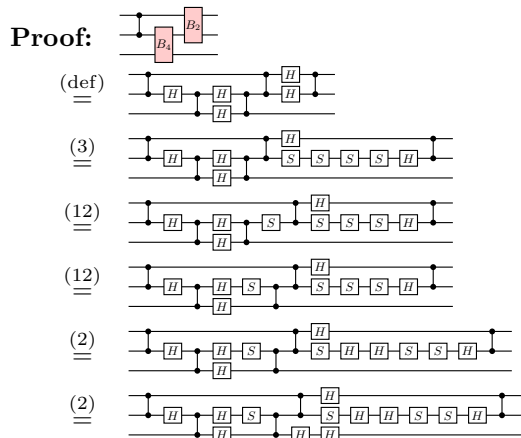 B₂
Proof: B₄
(def) H
= H H H
H
(3) H
= H H S S S H
H
(12) H
= H H S S S S H
H
(12) H
= H H S S S S H
H
(2) H
= H H S S H H S S H
H
(2) H
= H H S S H H S S H
H H H